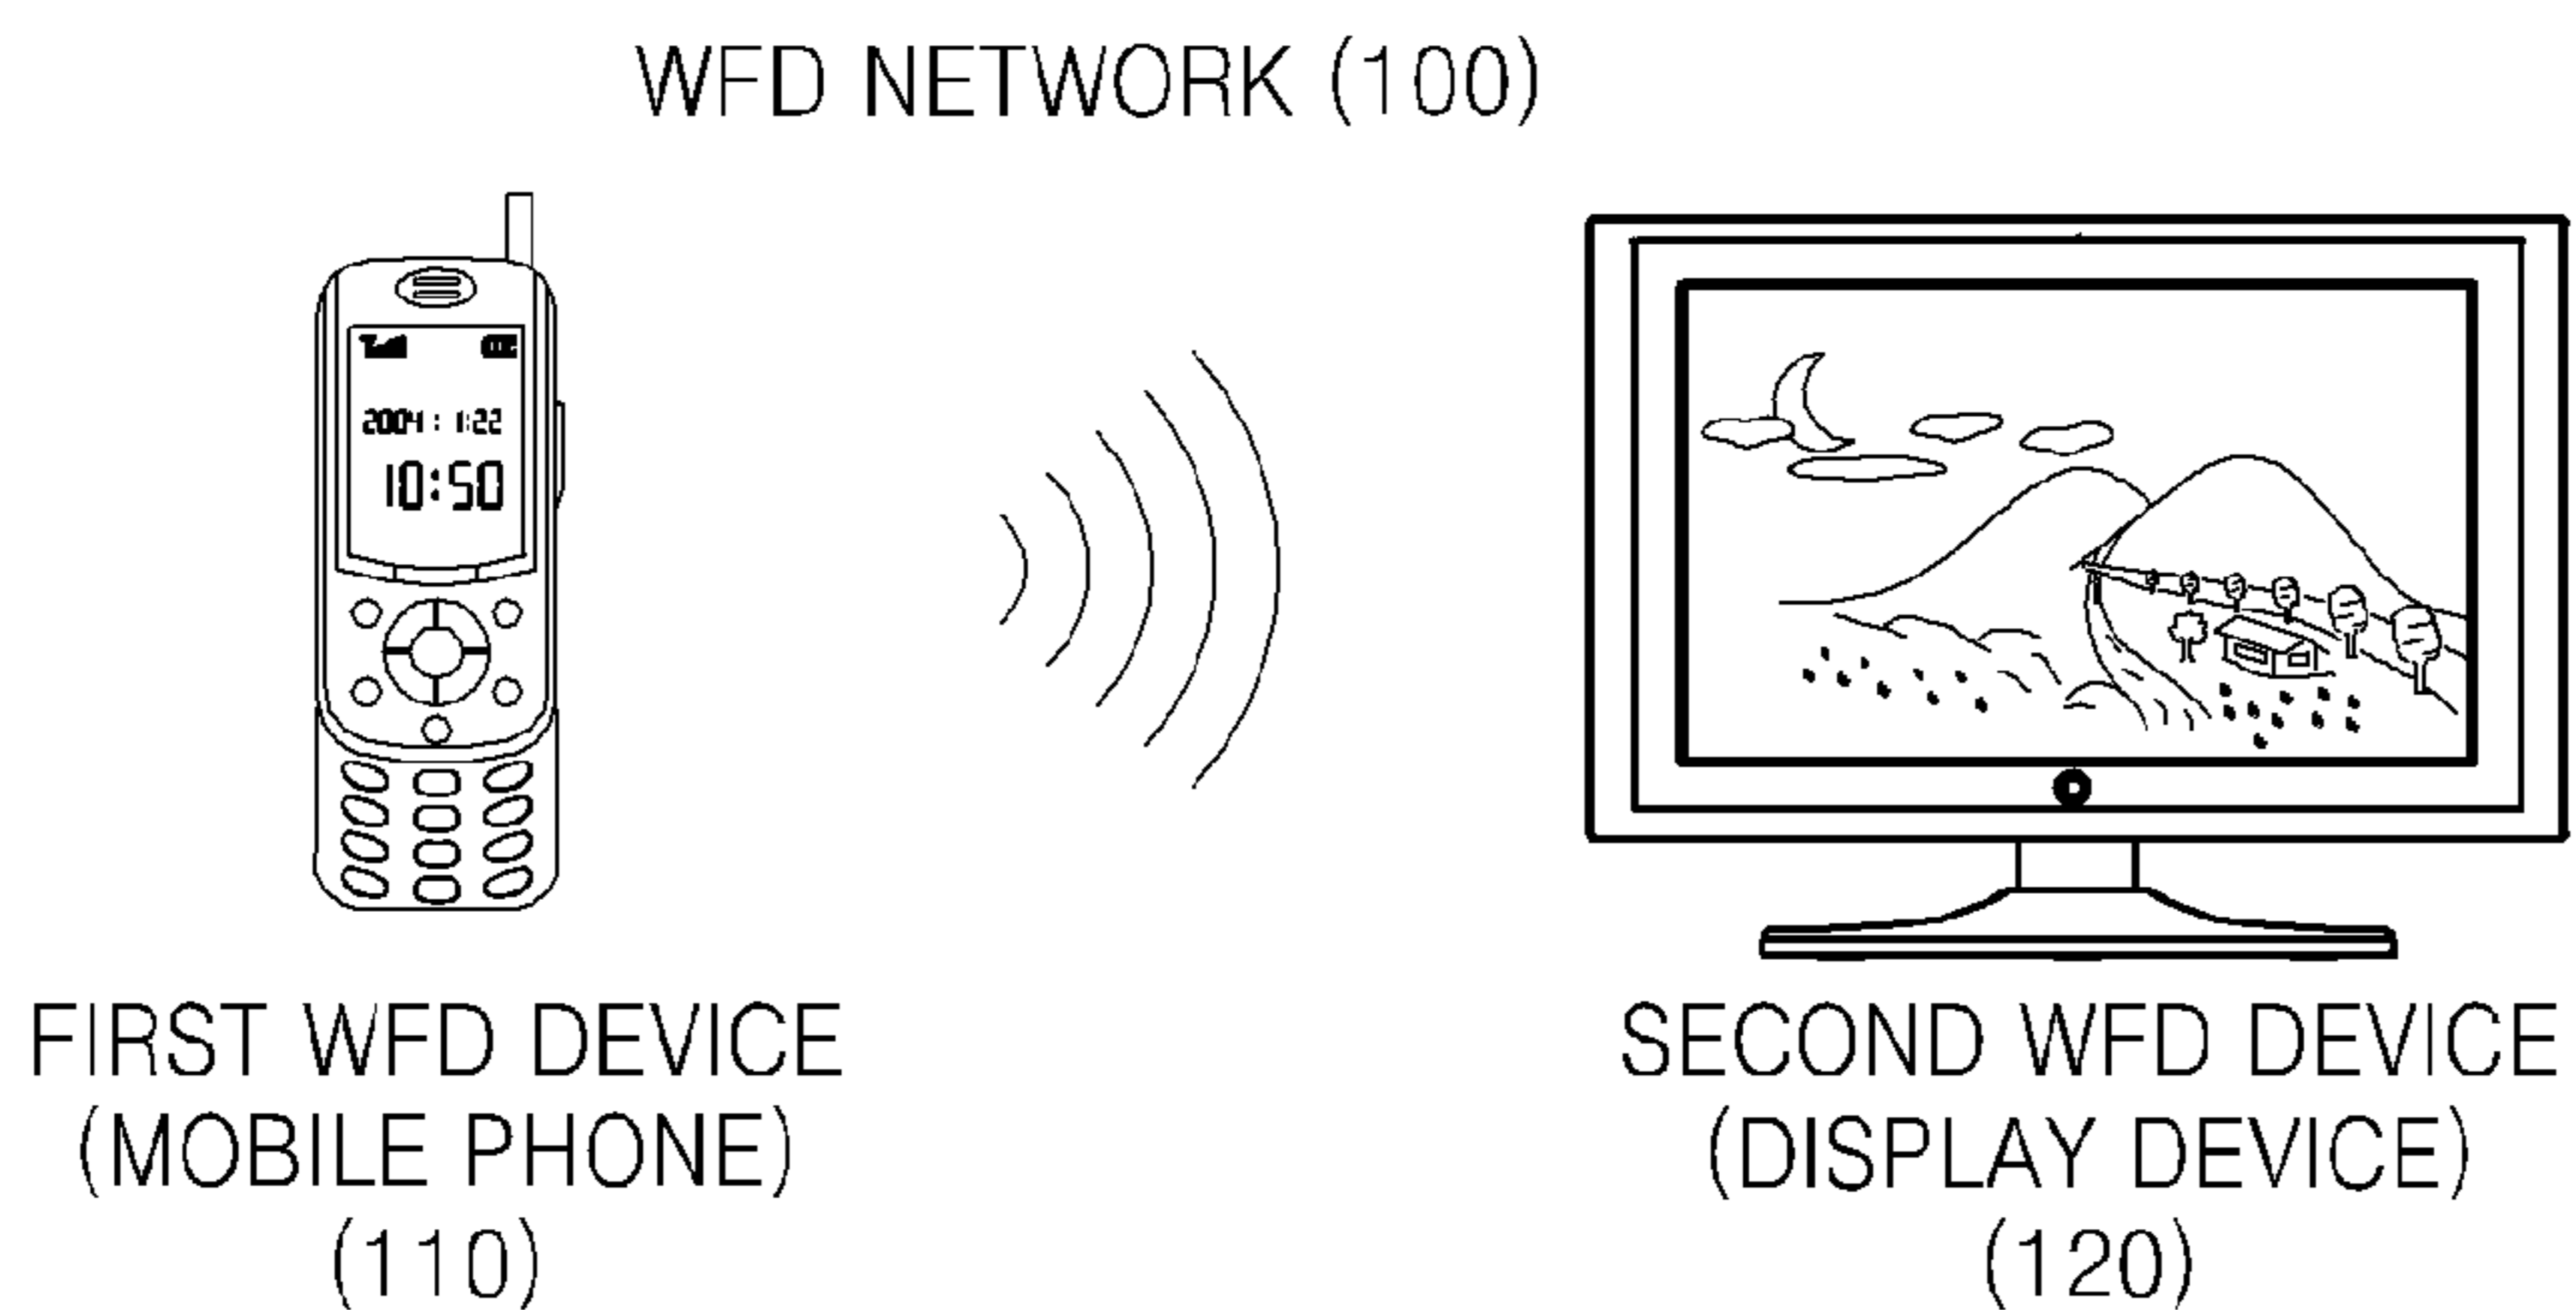 WFD NETWORK (100)
2004 : 1:22
10:50
FIRST WFD DEVICE
(MOBILE PHONE)
(110)
SECOND WFD DEVICE
(DISPLAY DEVICE)
(120)